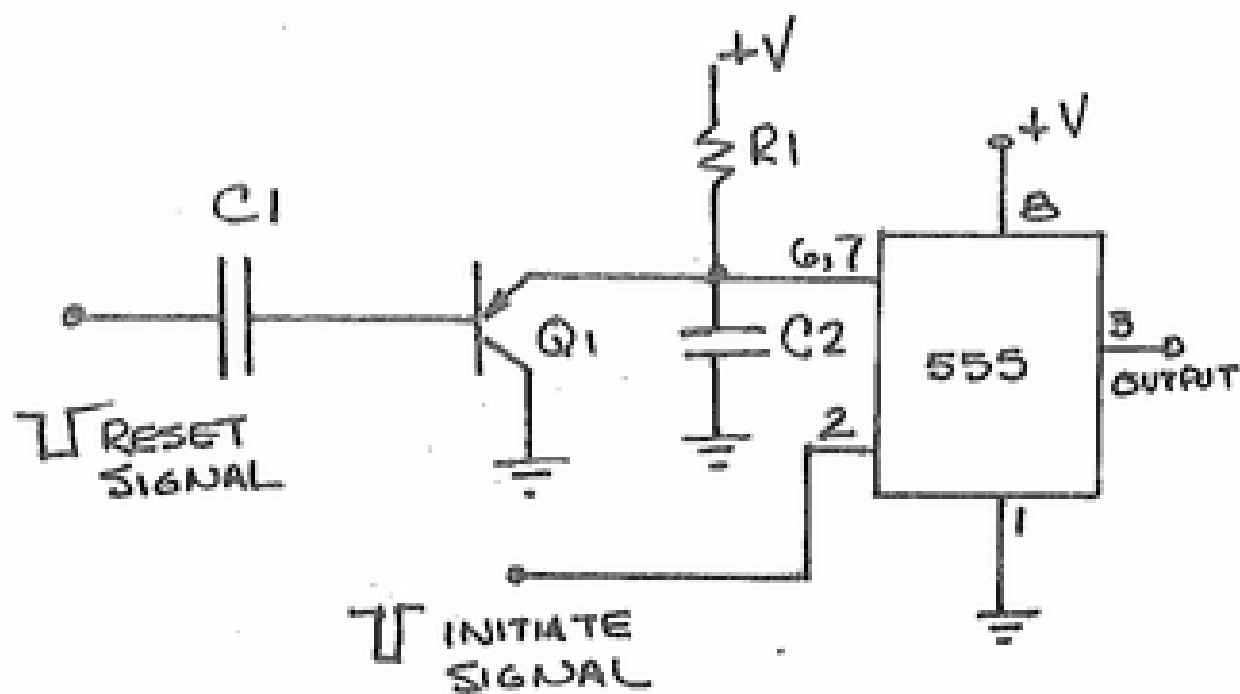 +V
+V
R1
8
C1
6,7
Q1
C2
3
555
OUTPUT
2
RESET
SIGNAL
1
INITIATE
SIGNAL